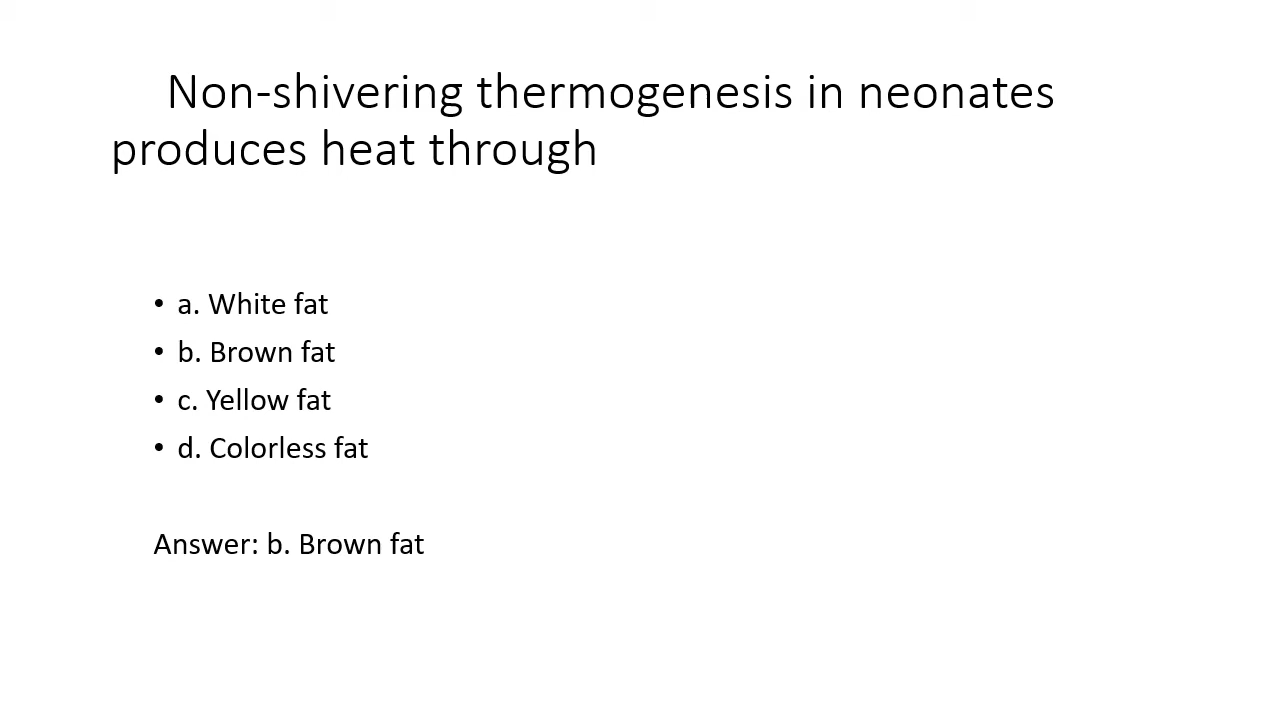 Non-shivering thermogenesis in neonates
produces heat through
• a. White fat
• b. Brown fat
• c. Yellow fat
• d. Colorless fat
Answer: b. Brown fat